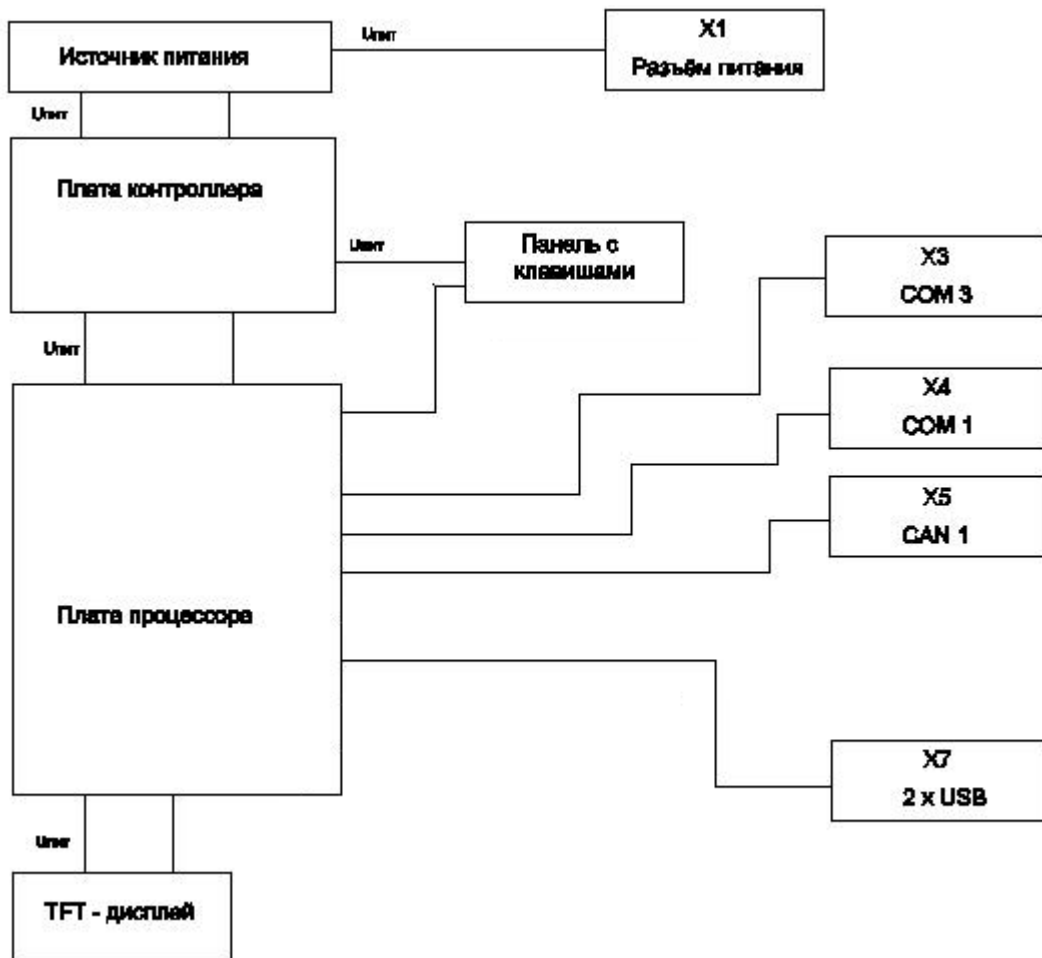 Источник питания
Uпит
X1
Разъём питания
Uпит
Плата контроллера
Uпит
Панель с
клавишами
X3
COM 3
Uпит
X4
COM 1
X5
CAN 1
Плата процессора
X7
2 x USB
Uпит
TFT - дисплей